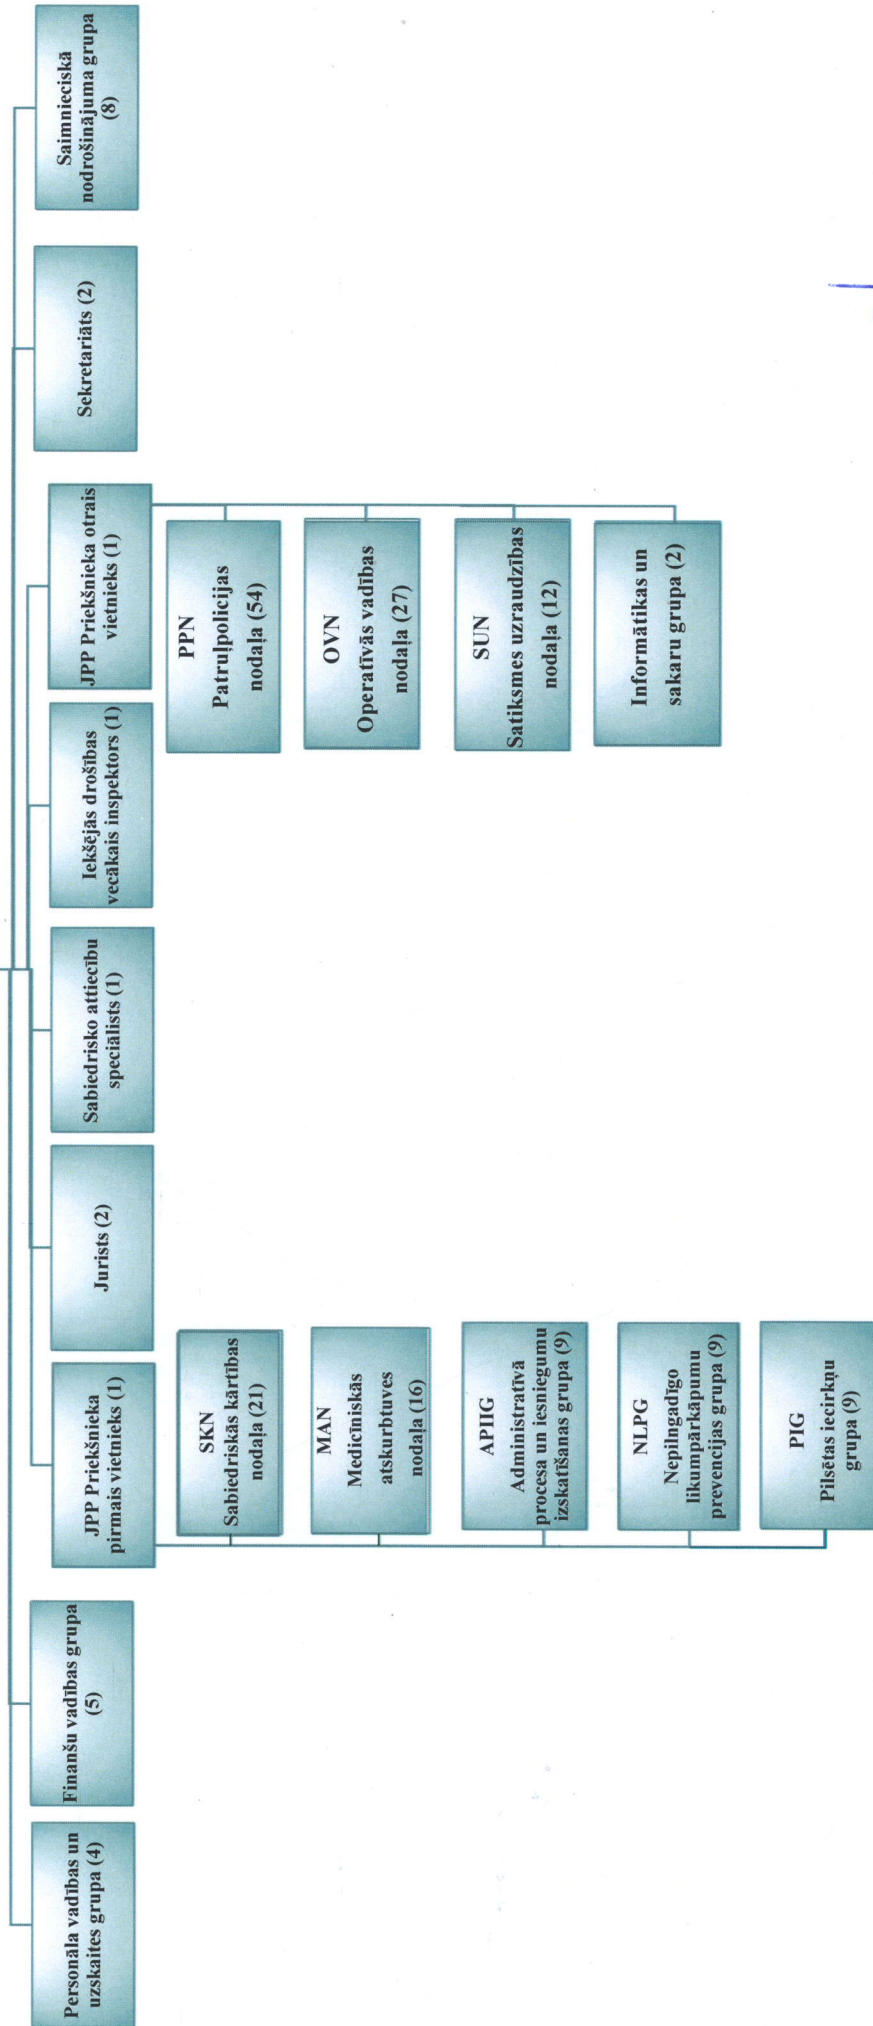 Personāla vadības un
uzskaites grupa (4)
Finanšu vadības grupa
(5)
JPP Priekšnieka
pirmais vietnieks (1)
Jurists (2)
Sabiedrisko attiecību
speciālists (1)
Iekšējās drošības
vecākais inspektors (1)
JPP Priekšnieka otrais
vietnieks (1)
Sekretariāts (2)
Saimnieciskā
nodrošinājuma grupa
(8)
SKN
Sabiedriskās kārtības
nodaļa (21)
MAN
Medicīniskās
atskurbtuves
nodaļa (16)
APIIG
Administratīvā
procesa un iesniegumu
izskatīšanas grupa (9)
NLPG
Nepilngadīgo
likumpārkāpumu
prevencijas grupa (9)
PIG
Pilsētas iecirkņu
grupa (9)
PPN
Patruļpolicijas
nodaļa (54)
OVN
Operatīvās vadības
nodaļa (27)
SUN
Satiksmes uzraudzības
nodaļa (12)
Informātikas un
sakaru grupa (2)